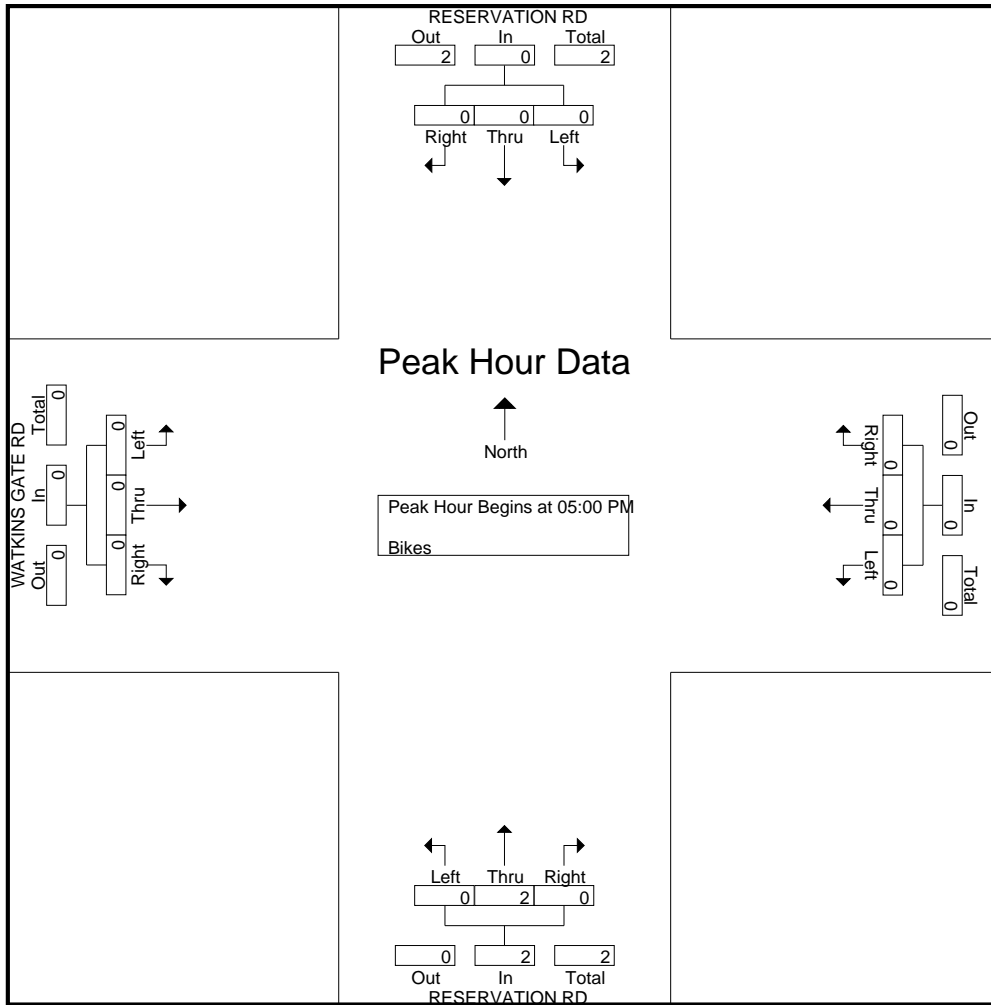 RESERVATION RD
Out In Total
2 0 2
0 0 0
Right Thru Left
Peak Hour Data
North
Peak Hour Begins at 05:00 PM
Bikes
WATKINS GATE RD
Total In Out
0 0 0
0 0 0
Left Thru Right
Right Thru Left
0 0 0
Out In Total
0 0 0
Left Thru Right
0 2 0
0 2 2
Out In Total
RESERVATION RD